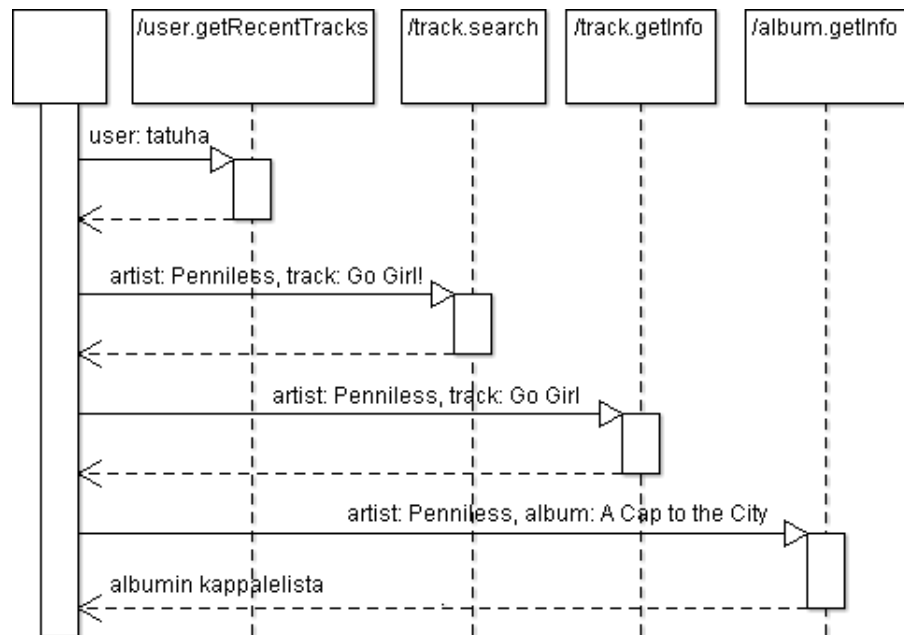 /user.getRecentTracks
/track.search
/track.getInfo
/album.getInfo
user: tatuha
artist: Penniless, track: Go Girl!
artist: Penniless, track: Go Girl
artist: Penniless, album: A Cap to the City
albumin kappalelista